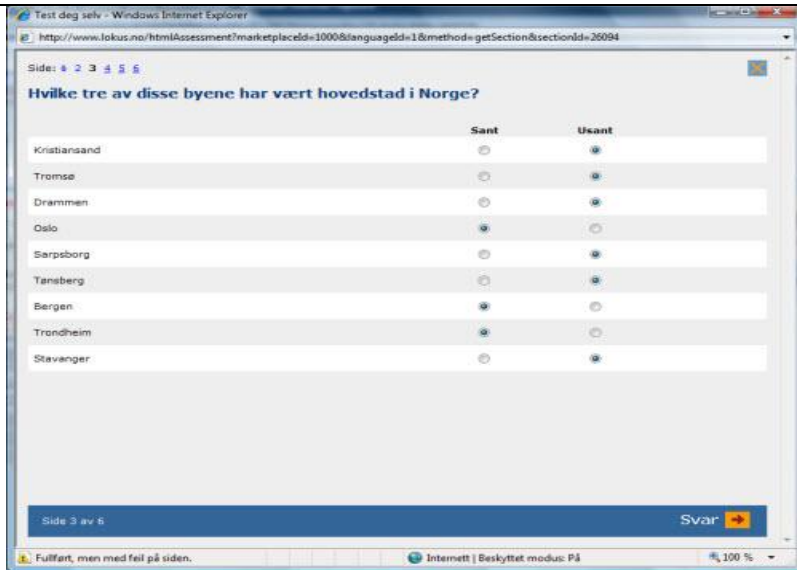 Test deg selv - Windows Internet Explorer
http://www.lokus.no/htmlAssessment?marketplaceId=1000&languageId=1&method=getSection&sectionId=26094
Side: 1 2 3 4 5 6
Hvilke tre av disse byene har vært hovedstad i Norge?
Sant Usant
Kristiansand
Tromsø
Drammen
Oslo
Sarpsborg
Tønsberg
Bergen
Trondheim
Stavanger
Side 3 av 6 Svar
Fullført, men med feil på siden. Internett | Beskyttet modus: På 100 %